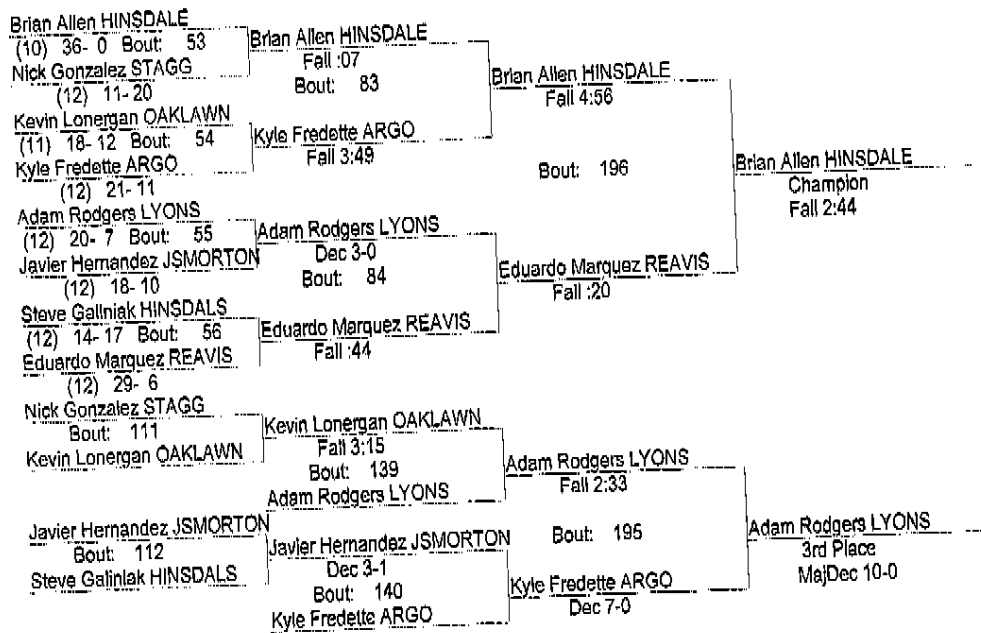 Brian Allen HINSDALE
(10) 36- 0 Bout: 53
Nick Gonzalez STAGG
(12) 11- 20
Kevin Lonergan OAKLAWN
(11) 18- 12 Bout: 54
Kyle Fredette ARGO
(12) 21- 11
Adam Rodgers LYONS
(12) 20- 7 Bout: 55
Javier Hernandez JSMORTON
(12) 18- 10
Steve Galiniak HINSDALS
(12) 14- 17 Bout: 56
Eduardo Marquez REAVIS
(12) 29- 6
Brian Allen HINSDALE
Fall :07
Bout: 83
Kyle Fredette ARGO
Fall 3:49
Adam Rodgers LYONS
Dec 3-0
Bout: 84
Eduardo Marquez REAVIS
Fall :44
Brian Allen HINSDALE
Fall 4:56
Bout: 196
Eduardo Marquez REAVIS
Fall :20
Brian Allen HINSDALE
Champion
Fall 2:44
Nick Gonzalez STAGG
Bout: 111
Kevin Lonergan OAKLAWN
Javier Hernandez JSMORTON
Bout: 112
Steve Galiniak HINSDALS
Kevin Lonergan OAKLAWN
Fall 3:15
Bout: 139
Adam Rodgers LYONS
Javier Hernandez JSMORTON
Dec 3-1
Bout: 140
Kyle Fredette ARGO
Adam Rodgers LYONS
Fall 2:33
Bout: 195
Kyle Fredette ARGO
Dec 7-0
Adam Rodgers LYONS
3rd Place
MajDec 10-0